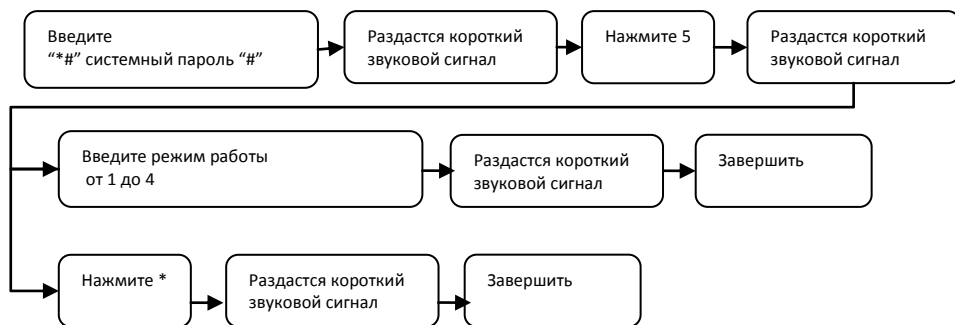 Введите
“*#” системный пароль “#”
Раздастся короткий
звуковой сигнал
Нажмите 5
Раздастся короткий
звуковой сигнал
Введите режим работы
от 1 до 4
Раздастся короткий
звуковой сигнал
Завершить
Нажмите *
Раздастся короткий
звуковой сигнал
Завершить